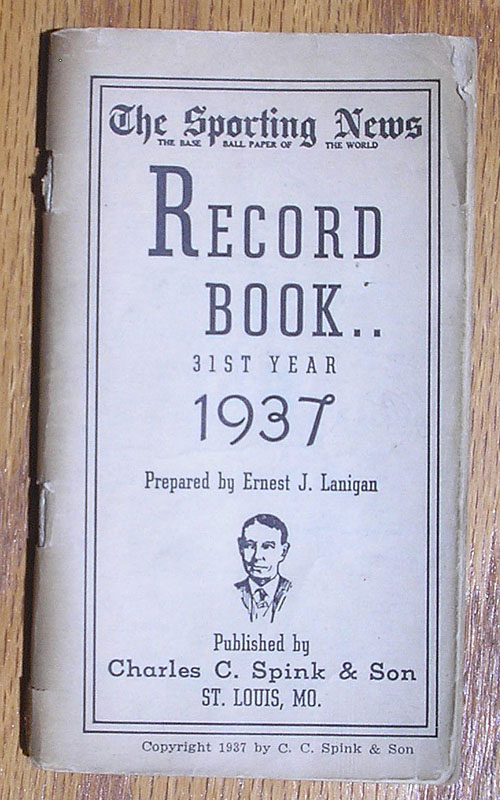 The Sporting News
THE BASE BALL PAPER OF THE WORLD
RECORD
BOOK..
31ST YEAR
1937
Prepared by Ernest J. Lanigan
Published by
Charles C. Spink & Son
ST. LOUIS, MO.
Copyright 1937 by C. C. Spink & Son